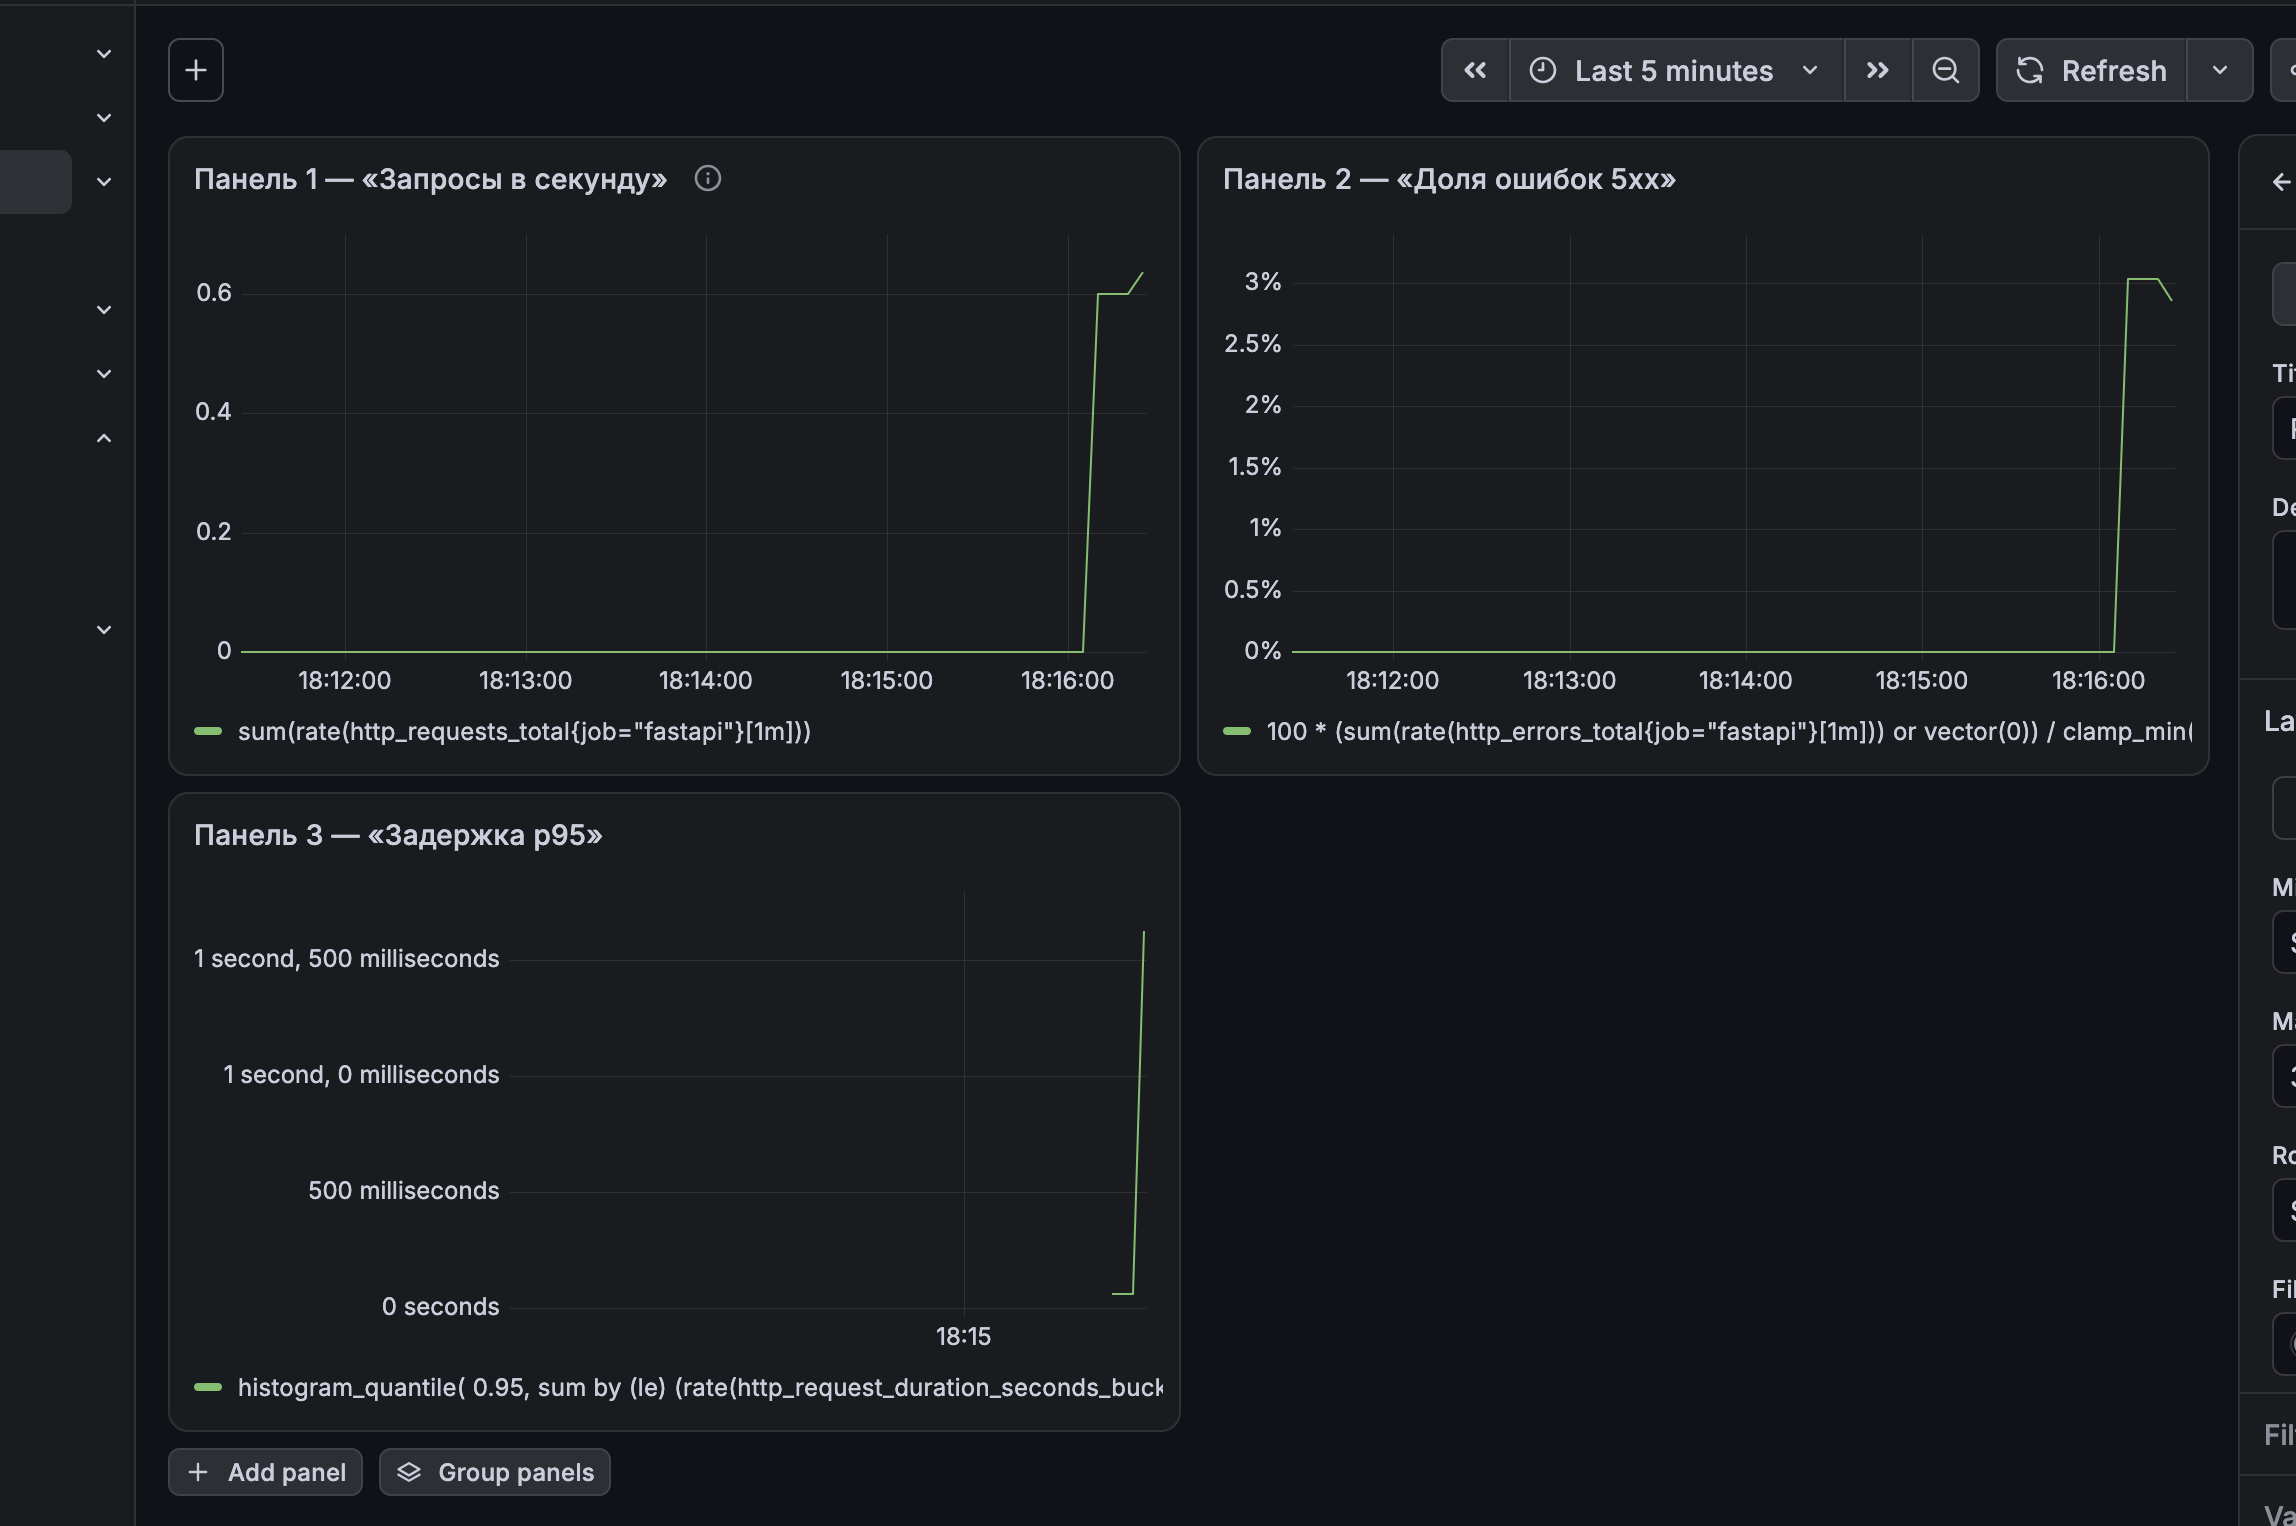 Last 5 minutes
Refresh
Панель 1 — «Запросы в секунду»
0.6
0.4
0.2
0
18:12:00 18:13:00 18:14:00 18:15:00 18:16:00
sum(rate(http_requests_total{job="fastapi"}[1m]))
Панель 2 — «Доля ошибок 5xx»
3%
2.5%
2%
1.5%
1%
0.5%
0%
18:12:00 18:13:00 18:14:00 18:15:00 18:16:00
100 * (sum(rate(http_errors_total{job="fastapi"}[1m])) or vector(0)) / clamp_min(
Панель 3 — «Задержка p95»
1 second, 500 milliseconds
1 second, 0 milliseconds
500 milliseconds
0 seconds
18:15
histogram_quantile( 0.95, sum by (le) (rate(http_request_duration_seconds_buck
Add panel
Group panels